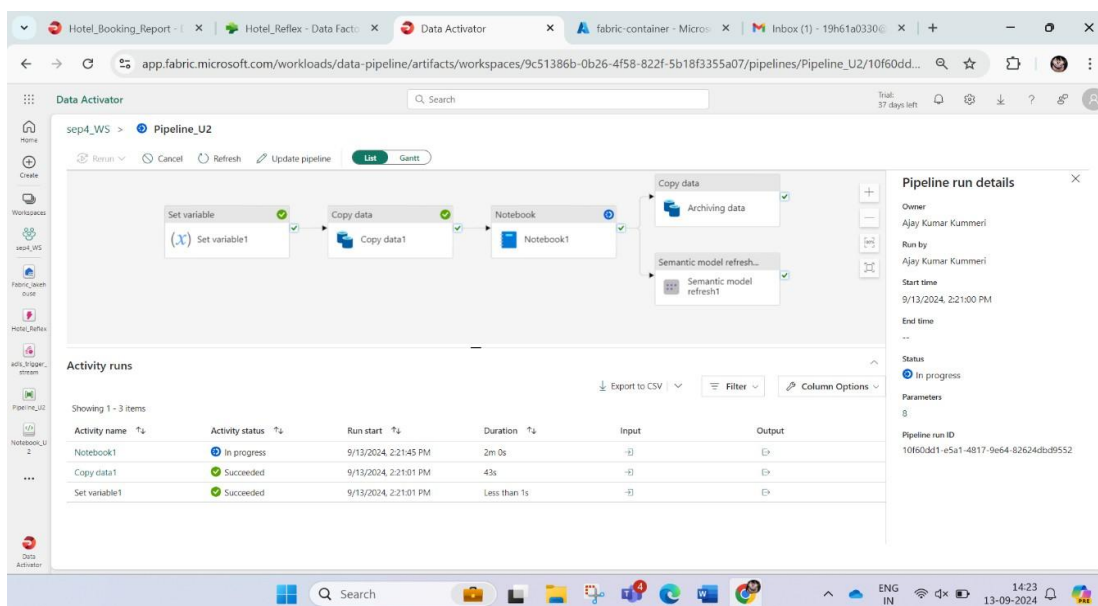 Hotel_Booking_Report - 
Hotel_Reflex - Data Facto
Data Activator
fabric-container - Micros
Inbox (1) - 19h61a0330@
app.fabric.microsoft.com/workloads/data-pipeline/artifacts/workspaces/9c51386b-0b26-4f58-822f-5b18f3355a07/pipelines/Pipeline_U2/10f60dd...
Data Activator
Search
Trial:
37 days left
Home
Create
Workspaces
sep4_WS
Fabric_lakeh
ouse
Hotel_Reflex
adls_trigger_
stream
Pipeline_U2
Notebook_U
2
Data
Activator
sep4_WS > Pipeline_U2
Rerun Cancel Refresh Update pipeline List Gantt
Set variable
Set variable1
Copy data
Copy data1
Notebook
Notebook1
Copy data
Archiving data
Semantic model refresh...
Semantic model
refresh1
Activity runs
Export to CSV Filter Column Options
Showing 1 - 3 items
Activity name Activity status Run start Duration Input Output
Notebook1 In progress 9/13/2024, 2:21:45 PM 2m 0s
Copy data1 Succeeded 9/13/2024, 2:21:01 PM 43s
Set variable1 Succeeded 9/13/2024, 2:21:01 PM Less than 1s
Pipeline run details
Owner
Ajay Kumar Kummeri
Run by
Ajay Kumar Kummeri
Start time
9/13/2024, 2:21:00 PM
End time
--
Status
In progress
Parameters
8
Pipeline run ID
10f60dd1-e5a1-4817-9e64-82624dbd9552
Search
ENG
IN
14:23
13-09-2024